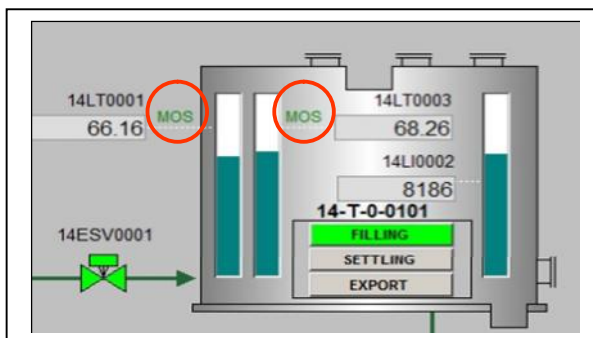 14LT0001
MOS
66.16
MOS
14LT0003
68.26
14LI0002
8186
14-T-0-0101
FILLING
SETTLING
EXPORT
14ESV0001